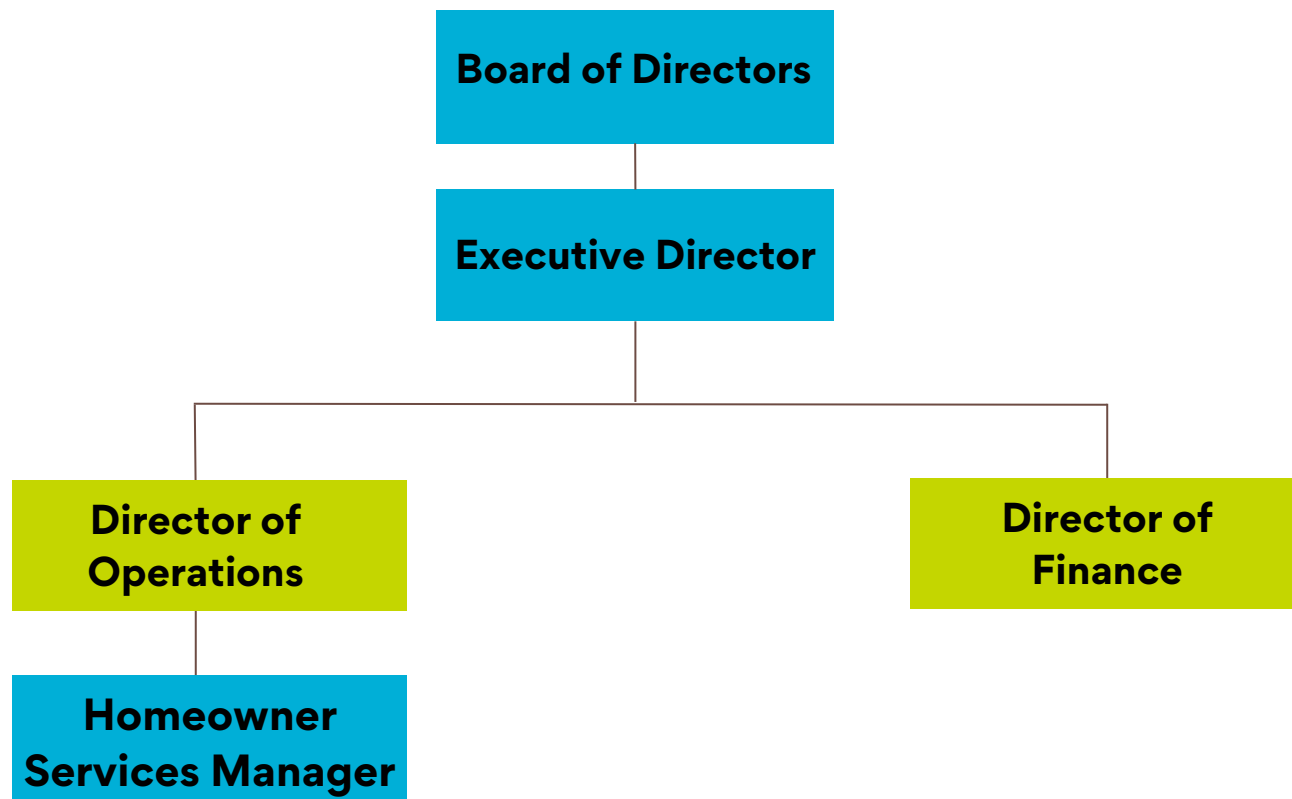 Board of Directors
Executive Director
Director of
Operations
Director of
Finance
Homeowner
Services Manager